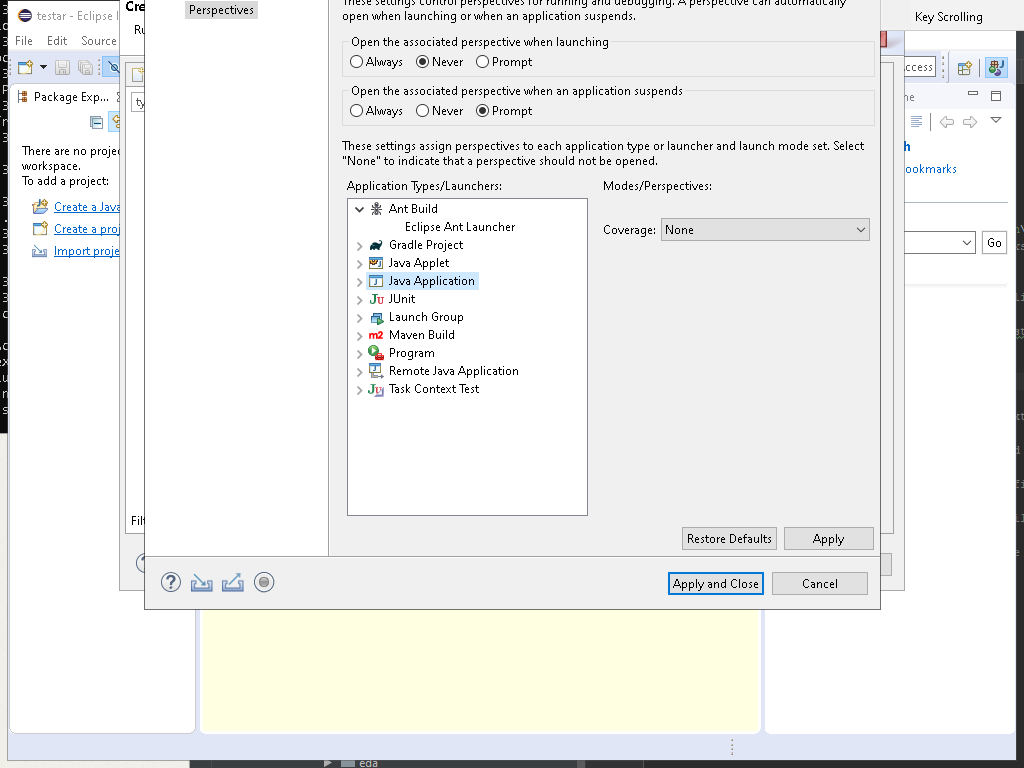 testar - Eclipse
Cre
Perspectives
These settings control perspectives for running and debugging. A perspective can automatically
open when launching or when an application suspends.
Key Scrolling
File Edit Source
Ru
Open the associated perspective when launching
Always Never Prompt
ccess
Package Exp...
ty
Open the associated perspective when an application suspends
Always Never Prompt
ne
There are no proje
workspace.
To add a project:
These settings assign perspectives to each application type or launcher and launch mode set. Select
"None" to indicate that a perspective should not be opened.
h
ookmarks
Application Types/Launchers:
Modes/Perspectives:
Create a Java
Create a proj
Import proje
Ant Build
Eclipse Ant Launcher
Gradle Project
Java Applet
Java Application
JUnit
Launch Group
Maven Build
Program
Remote Java Application
Task Context Test
Coverage: None
Go
Filt
Restore Defaults Apply
Apply and Close Cancel
eda